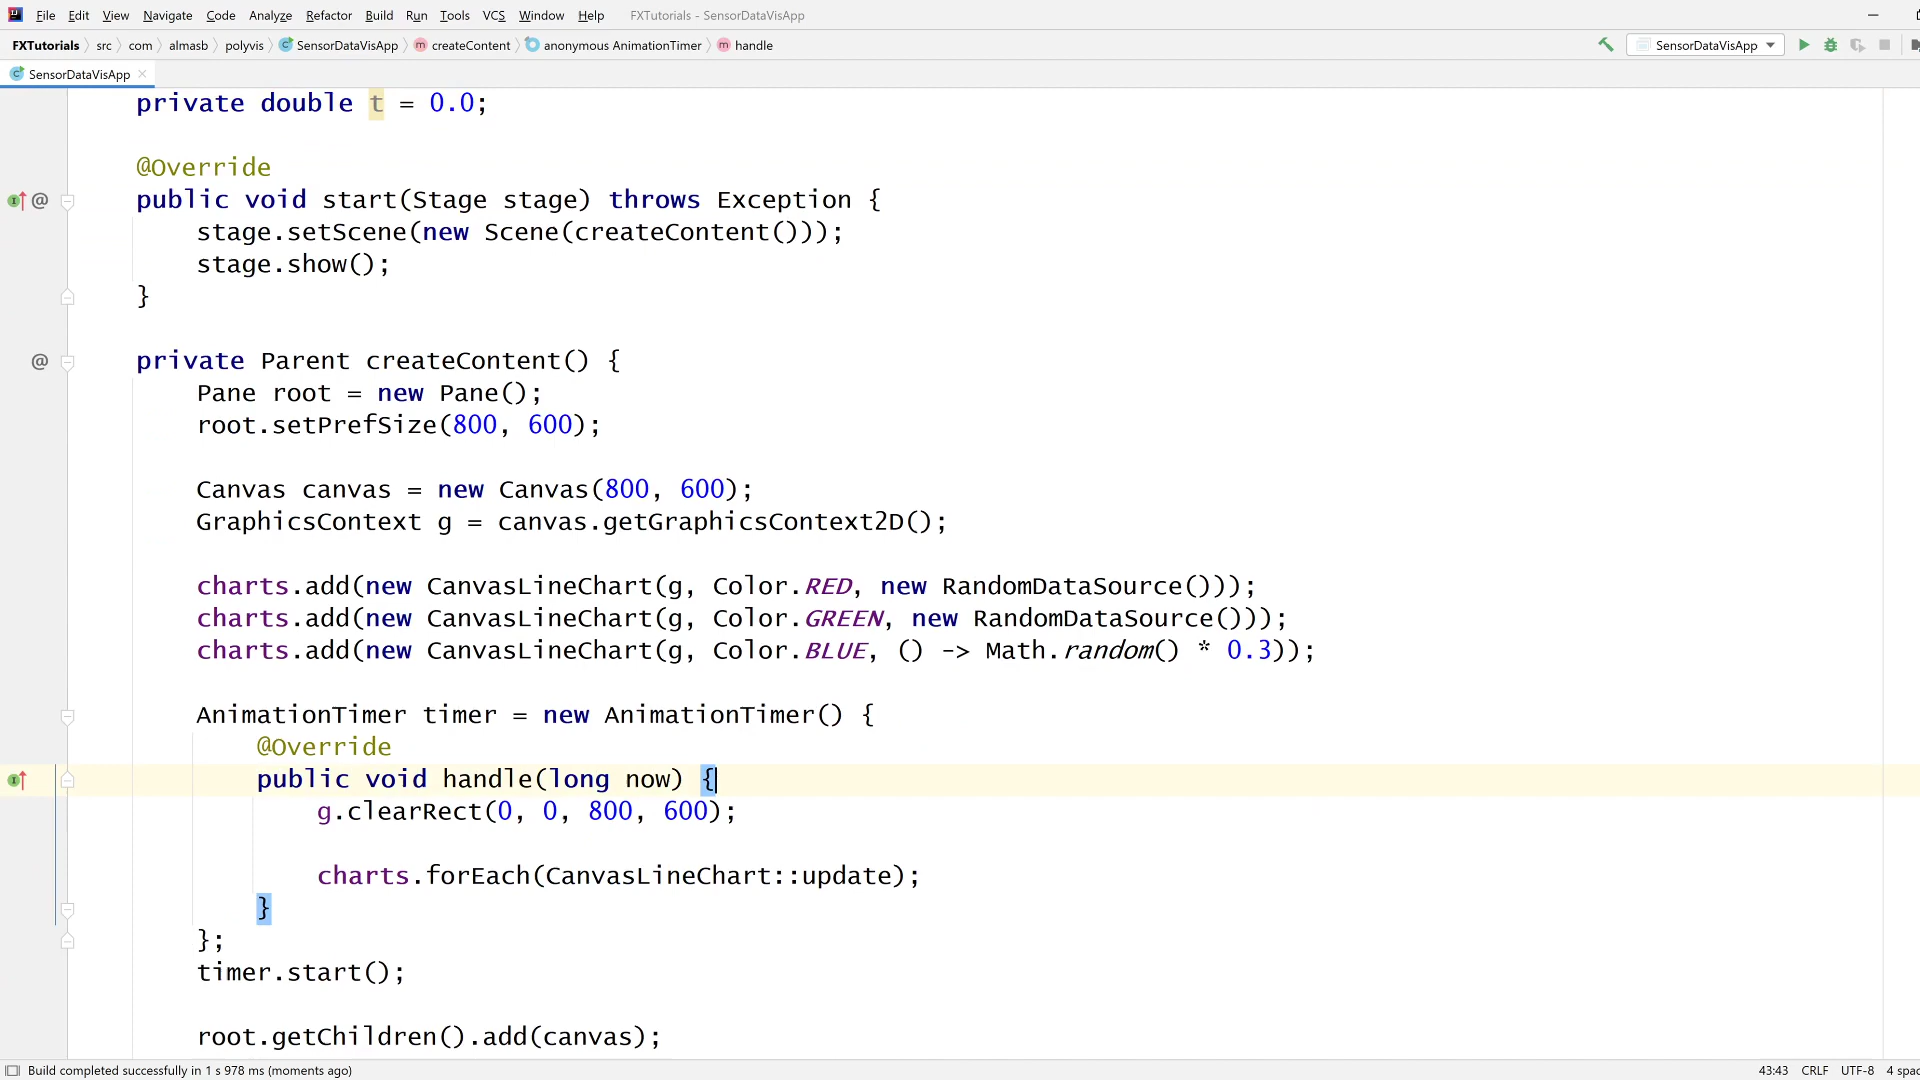 File Edit View Navigate Code Analyze Refactor Build Run Tools VCS Window Help FXTutorials - SensorDataVisApp
FXTutorials src com almasb polyvis SensorDataVisApp createContent anonymous AnimationTimer handle SensorDataVisApp
SensorDataVisApp
private double t = 0.0;
@Override
public void start(Stage stage) throws Exception {
stage.setScene(new Scene(createContent()));
stage.show();
}
private Parent createContent() {
Pane root = new Pane();
root.setPrefSize(800, 600);
Canvas canvas = new Canvas(800, 600);
GraphicsContext g = canvas.getGraphicsContext2D();
charts.add(new CanvasLineChart(g, Color.RED, new RandomDataSource()));
charts.add(new CanvasLineChart(g, Color.GREEN, new RandomDataSource()));
charts.add(new CanvasLineChart(g, Color.BLUE, () -> Math.random() * 0.3));
AnimationTimer timer = new AnimationTimer() {
@Override
public void handle(long now) {
g.clearRect(0, 0, 800, 600);
charts.forEach(CanvasLineChart::update);
}
};
timer.start();
root.getChildren().add(canvas);
Build completed successfully in 1 s 978 ms (moments ago) 43:43 CRLF UTF-8 4 spac